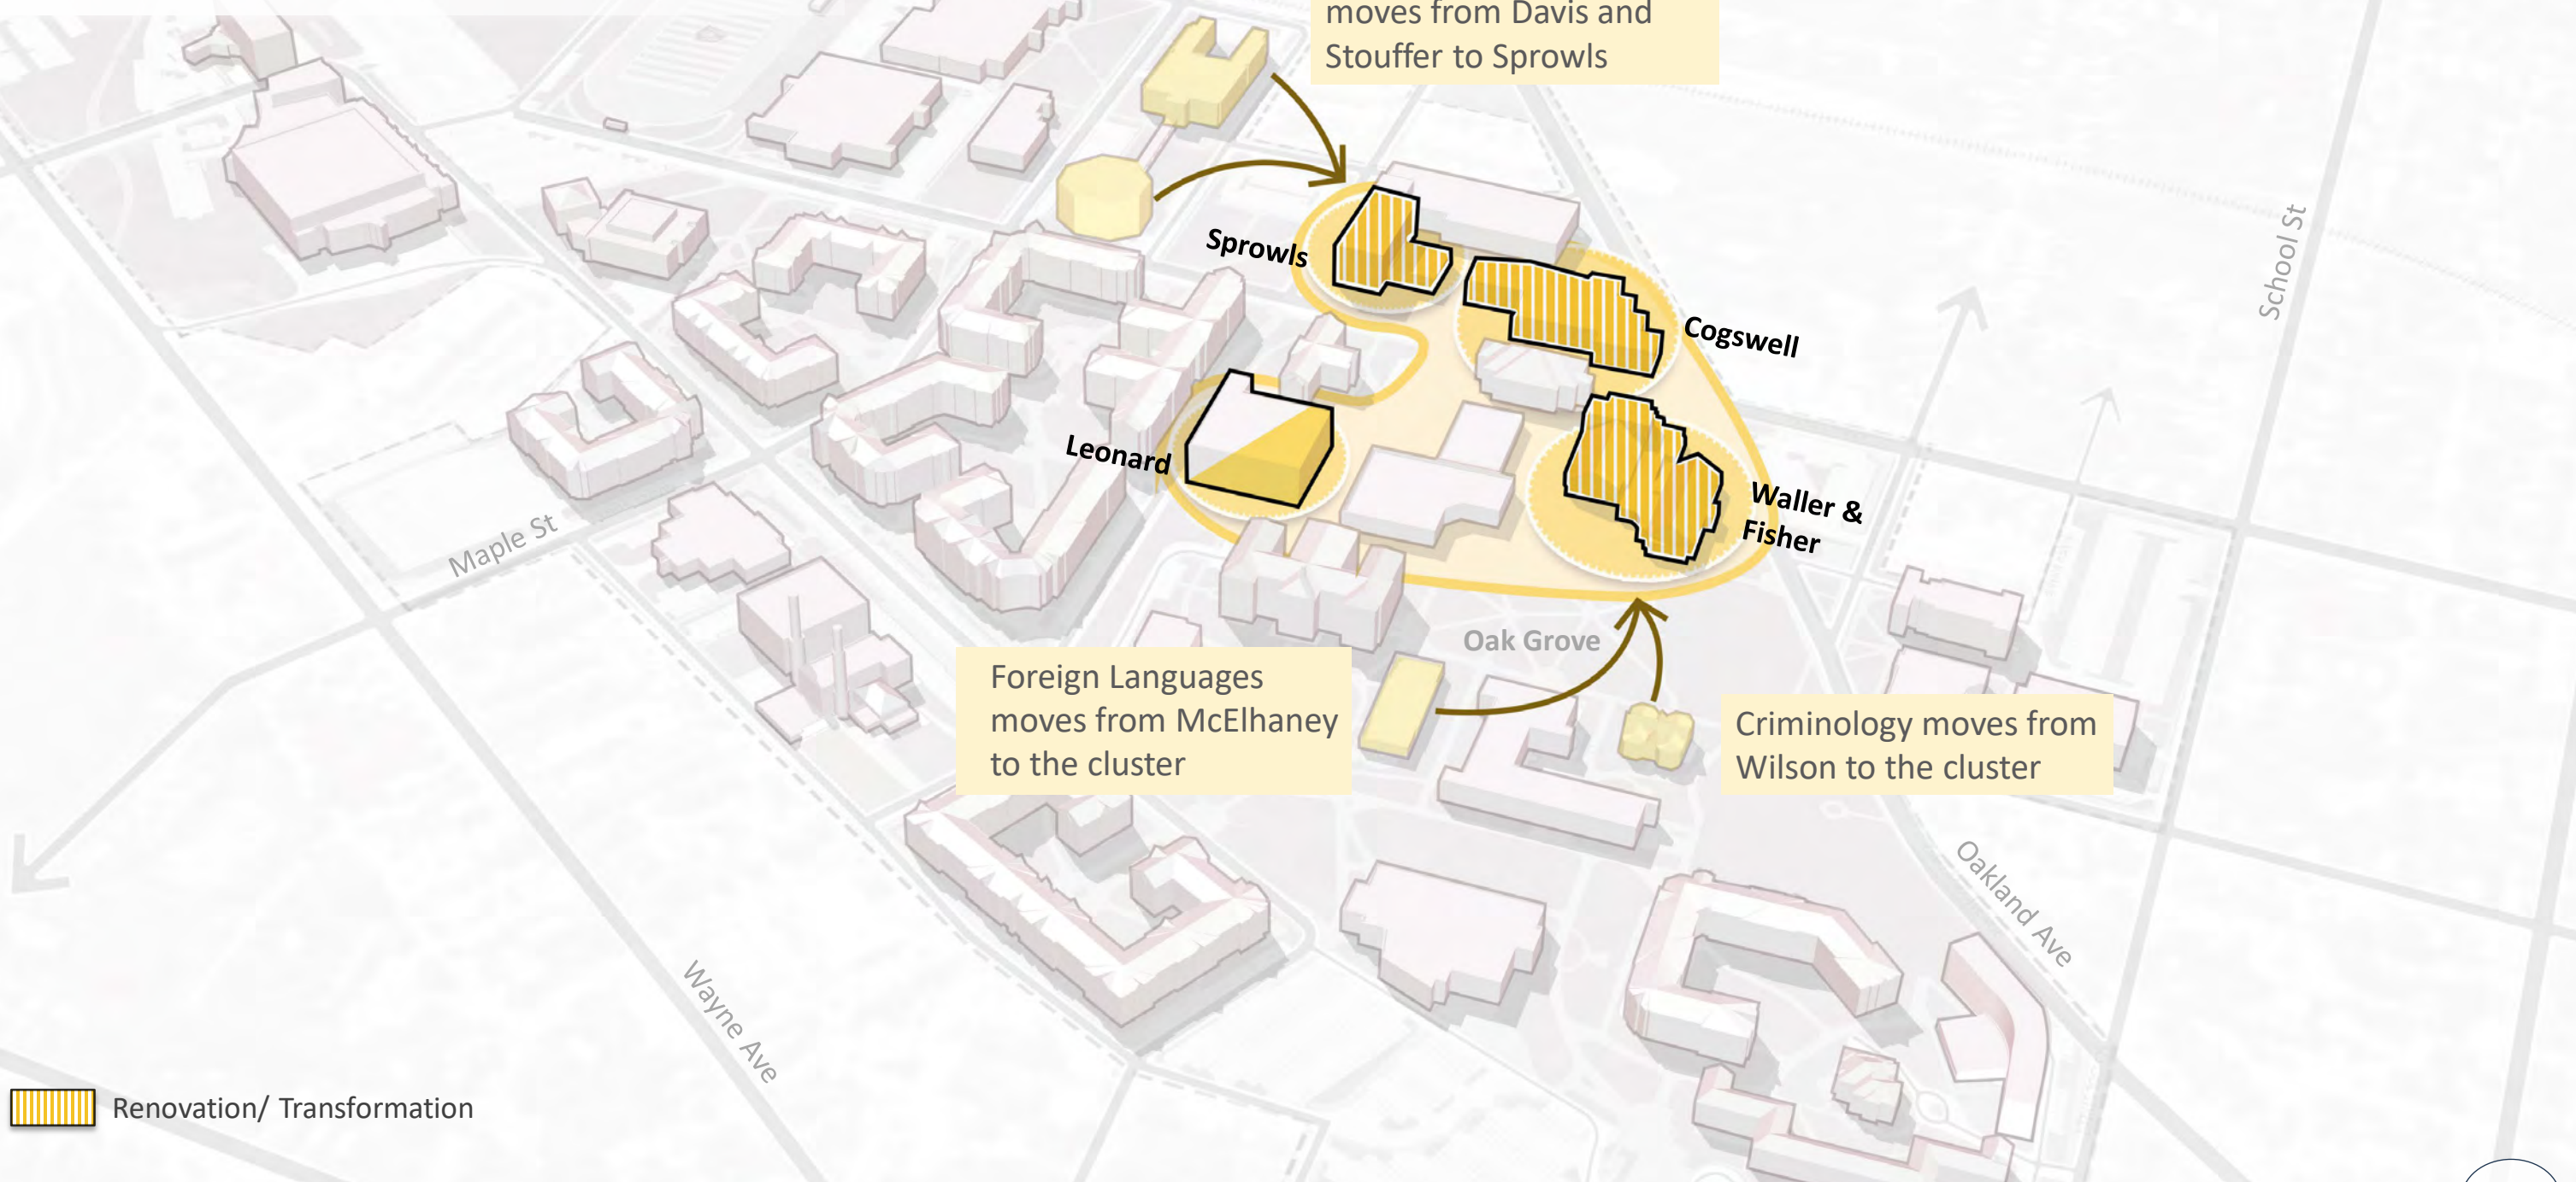 moves from Davis and
Stouffer to Sprowls
Sprowls
School St
Cogswell
Leonard
Waller &
Fisher
Maple St
Oak Grove
Foreign Languages
moves from McElhaney
to the cluster
Criminology moves from
Wilson to the cluster
Oakland Ave
Wayne Ave
Renovation/ Transformation